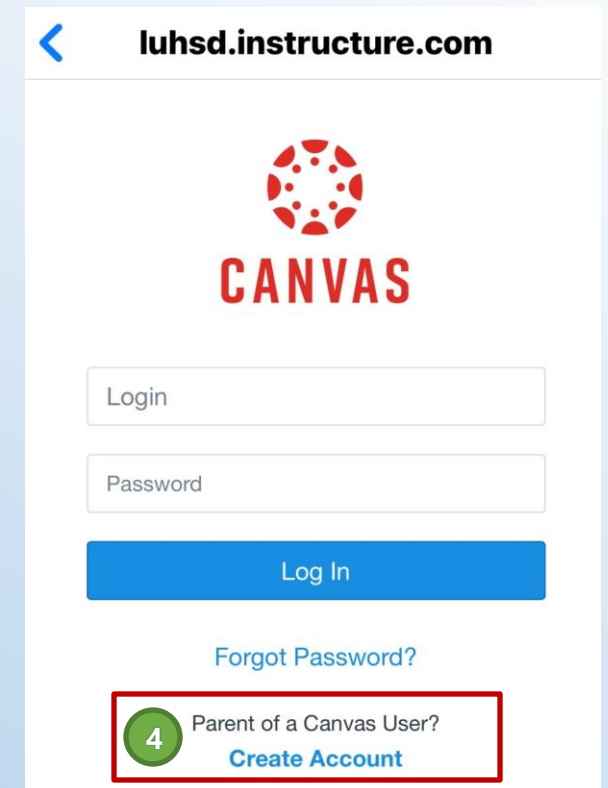 luhsd.instructure.com
CANVAS
Login
Password
Log In
Forgot Password?
4
Parent of a Canvas User?
Create Account